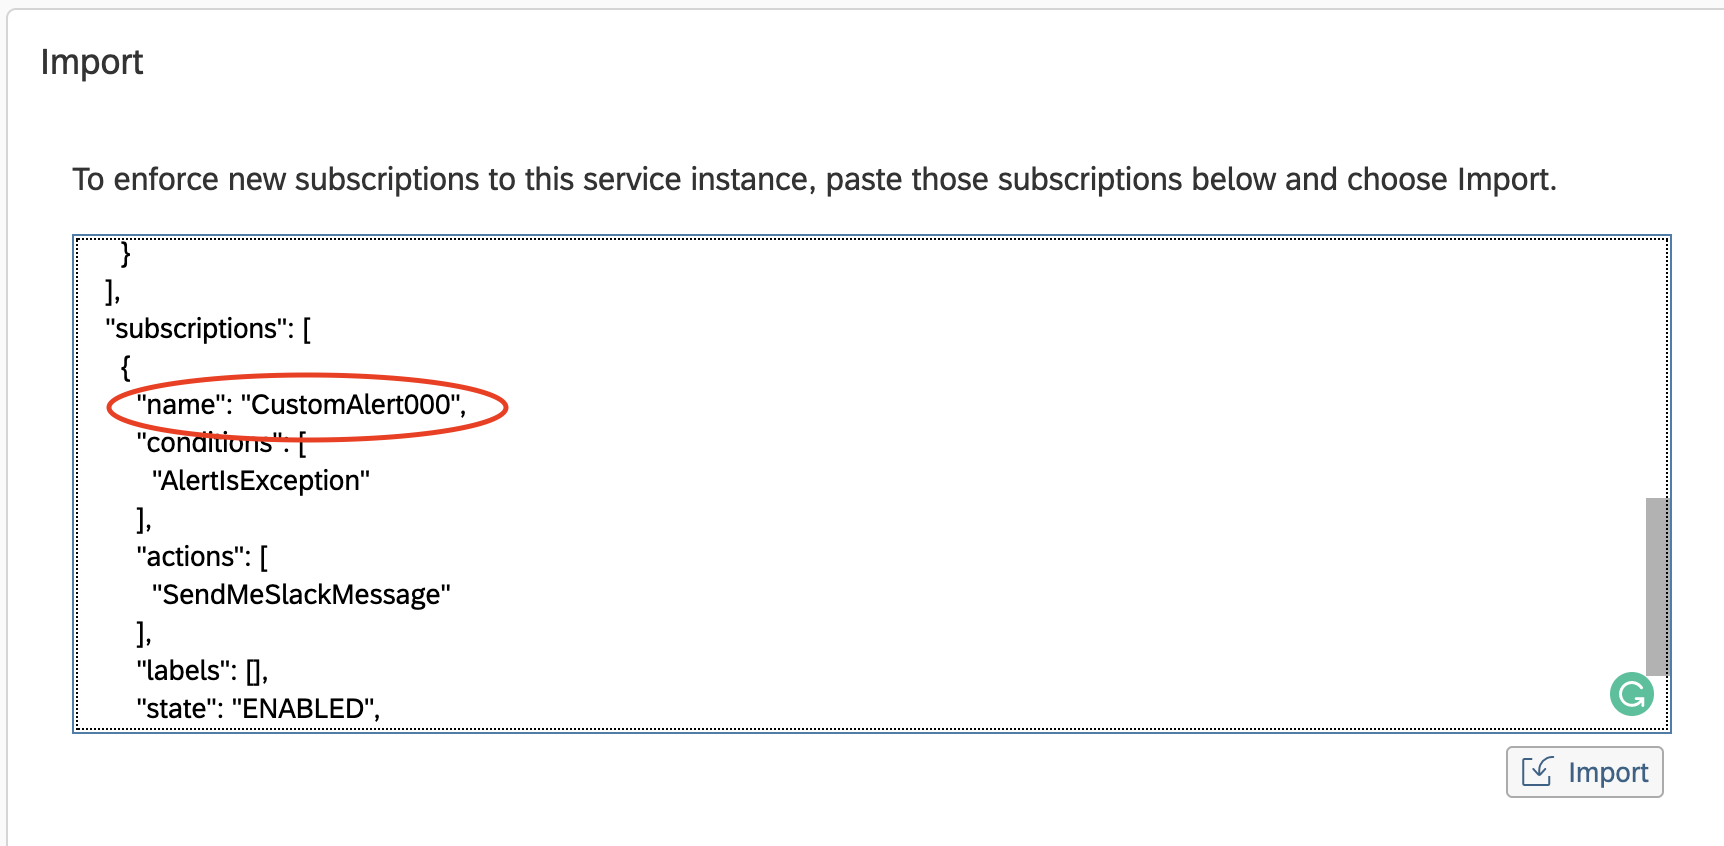 Import
To enforce new subscriptions to this service instance, paste those subscriptions below and choose Import.
}
],
"subscriptions": [
{
"name": "CustomAlert000",
"conditions": [
"AlertIsException"
],
"actions": [
"SendMeSlackMessage"
],
"labels": [],
"state": "ENABLED",
Import